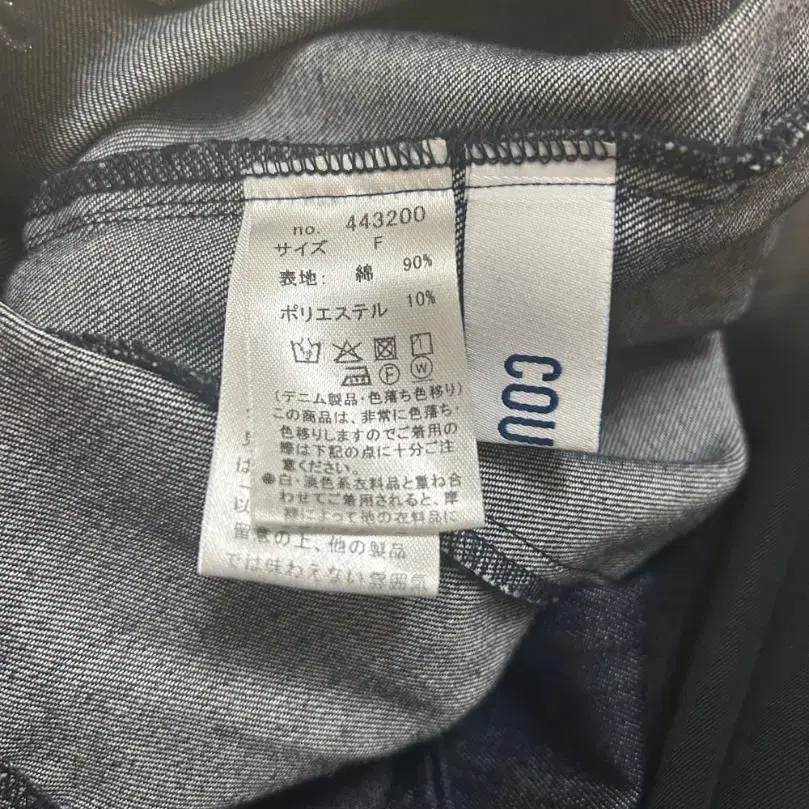 no. 443200
サイズ F
表地: 綿 90%
ポリエステル 10%
F W
(デニム製品・色落ち色移り)
この商品は、非常に色落ち・
色移りしますのでご着用の
際は下記の点に十分ご注
意ください。
●白・淡色系衣料品と重ね合
わせてご着用されると、摩
擦によって他の衣料品に
留意の上、他の製品
では味わえない雰囲気
COU